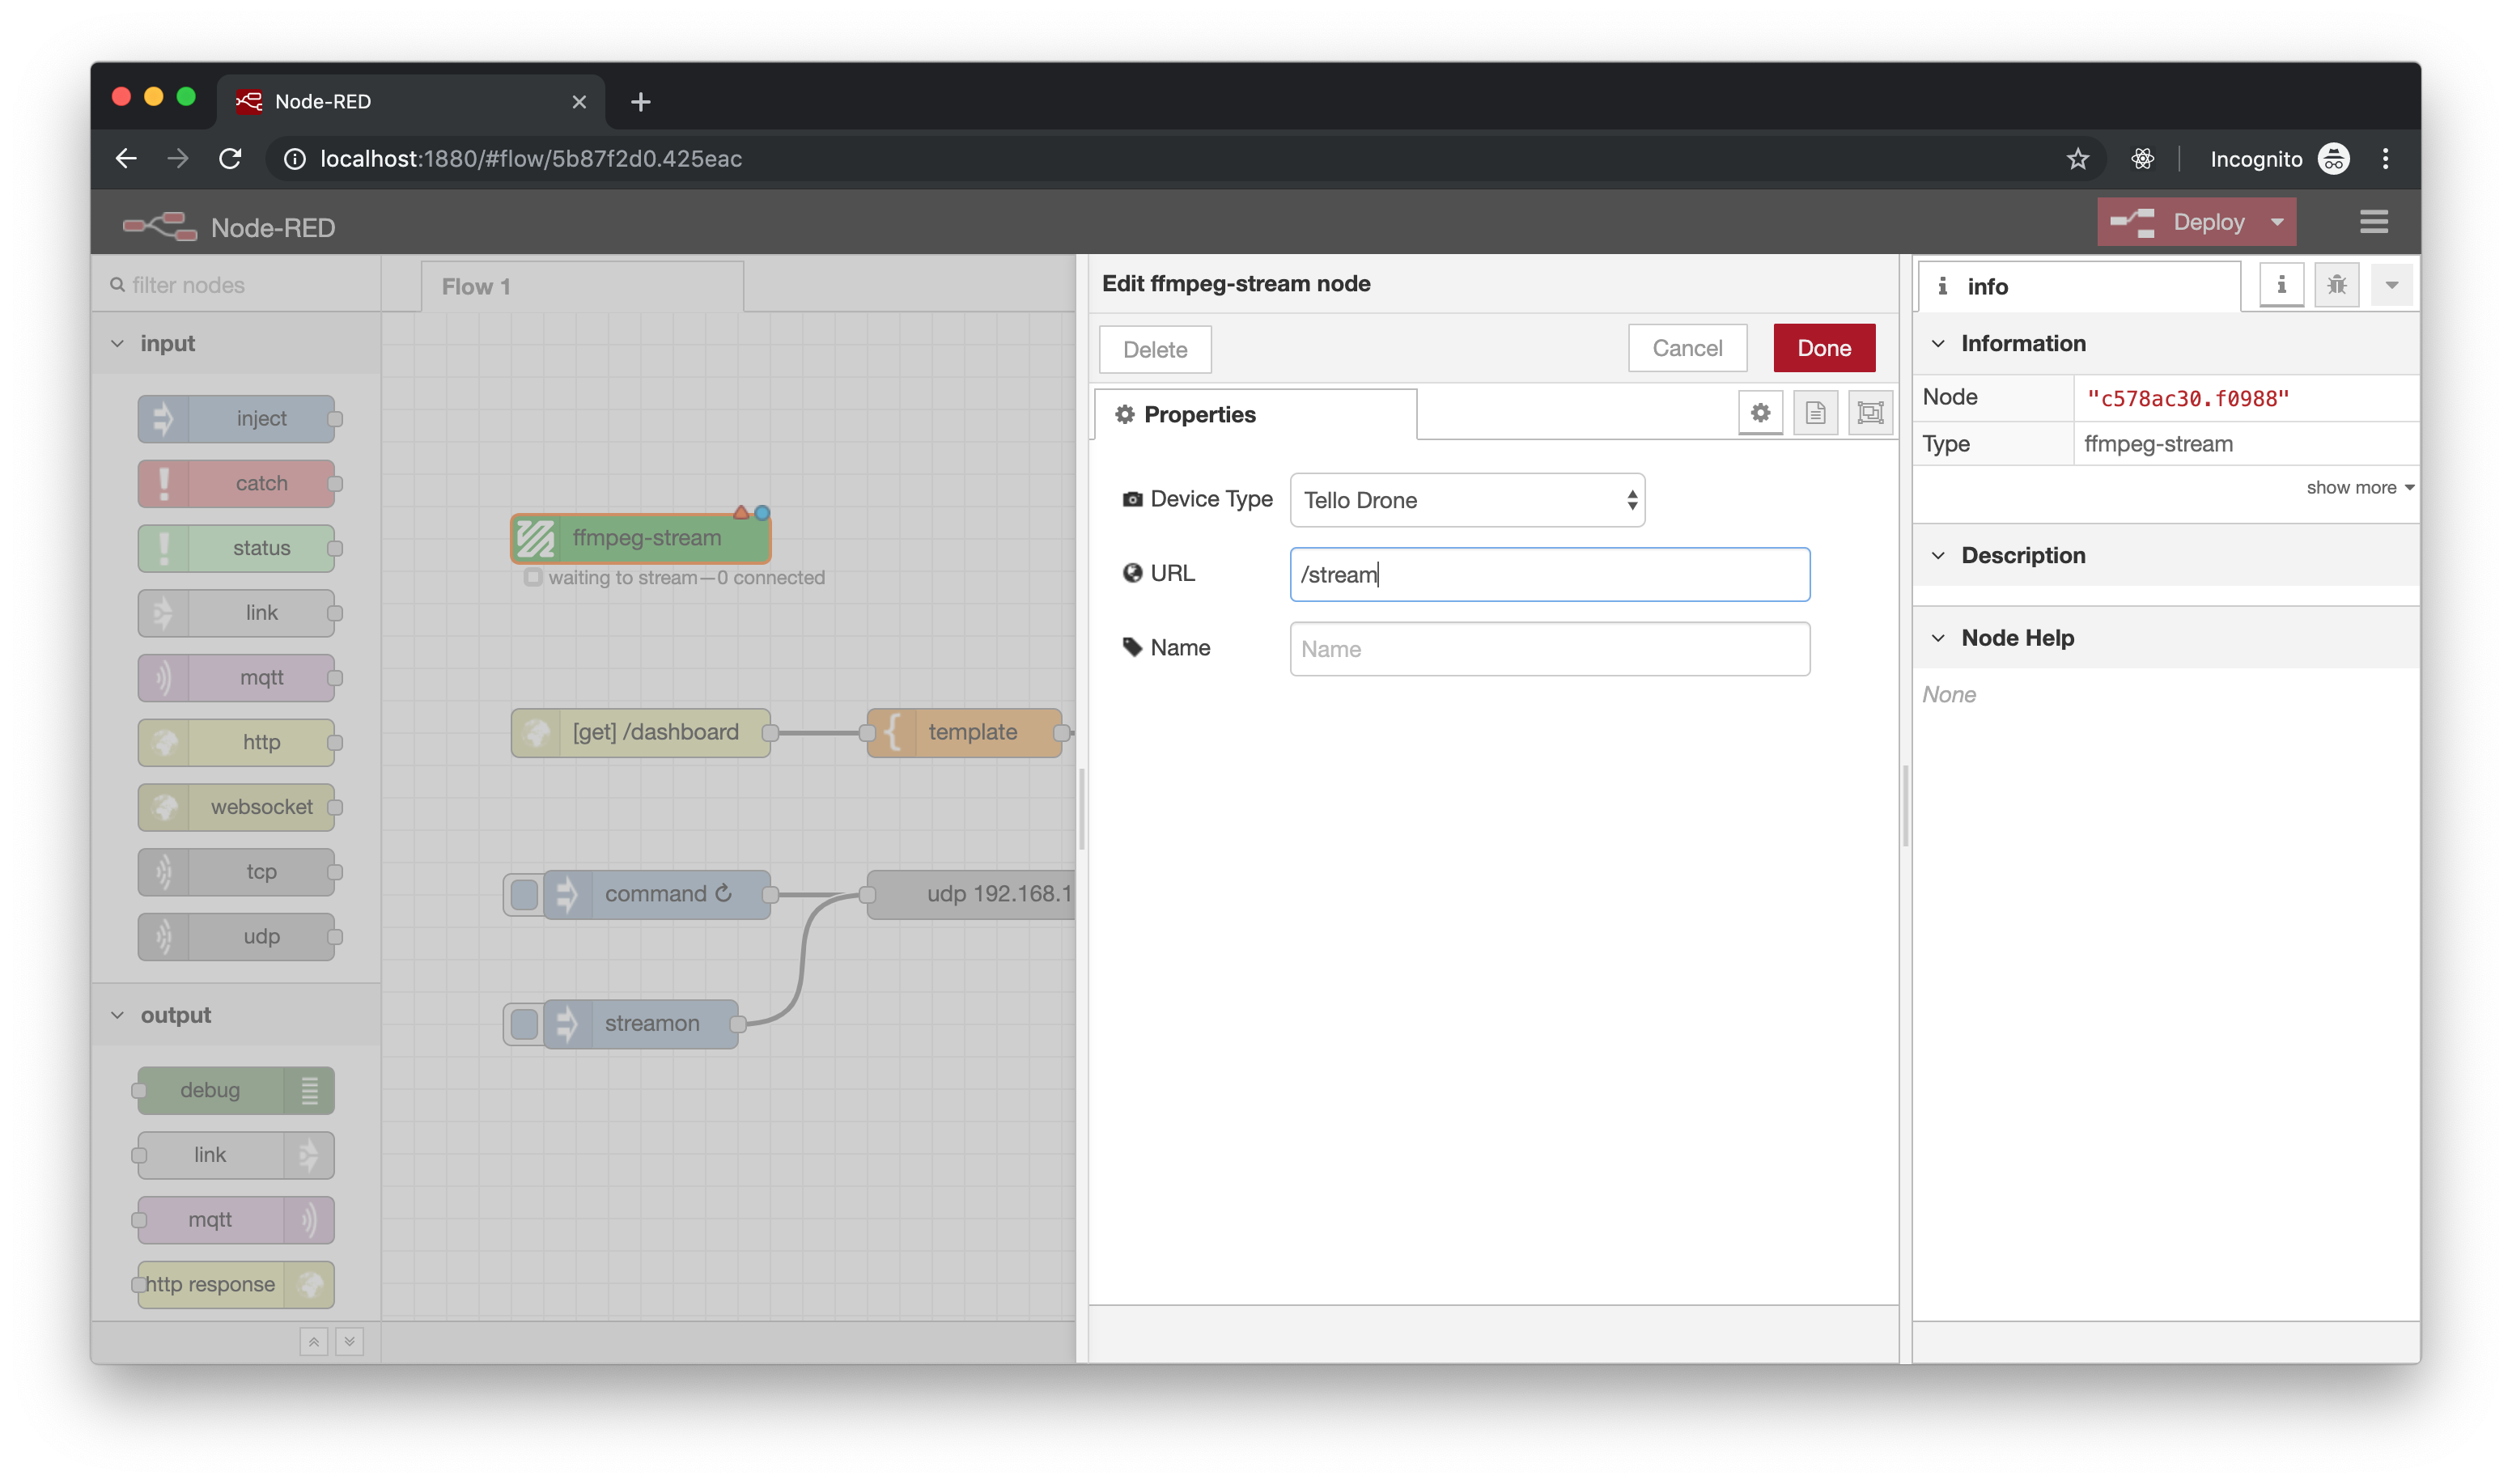 Node-RED
localhost:1880/#flow/5b87f2d0.425eac
Incognito
Node-RED
Deploy
filter nodes
input
inject
catch
status
link
mqtt
http
websocket
tcp
udp
output
debug
link
mqtt
http response
Flow 1
ffmpeg-stream
waiting to stream—0 connected
[get] /dashboard
template
command ↻
udp 192.168.1
streamon
Edit ffmpeg-stream node
Delete
Cancel
Done
Properties
Device Type
Tello Drone
URL
/stream
Name
Name
i info
i
Information
Node
"c578ac30.f0988"
Type
ffmpeg-stream
show more
Description
Node Help
None